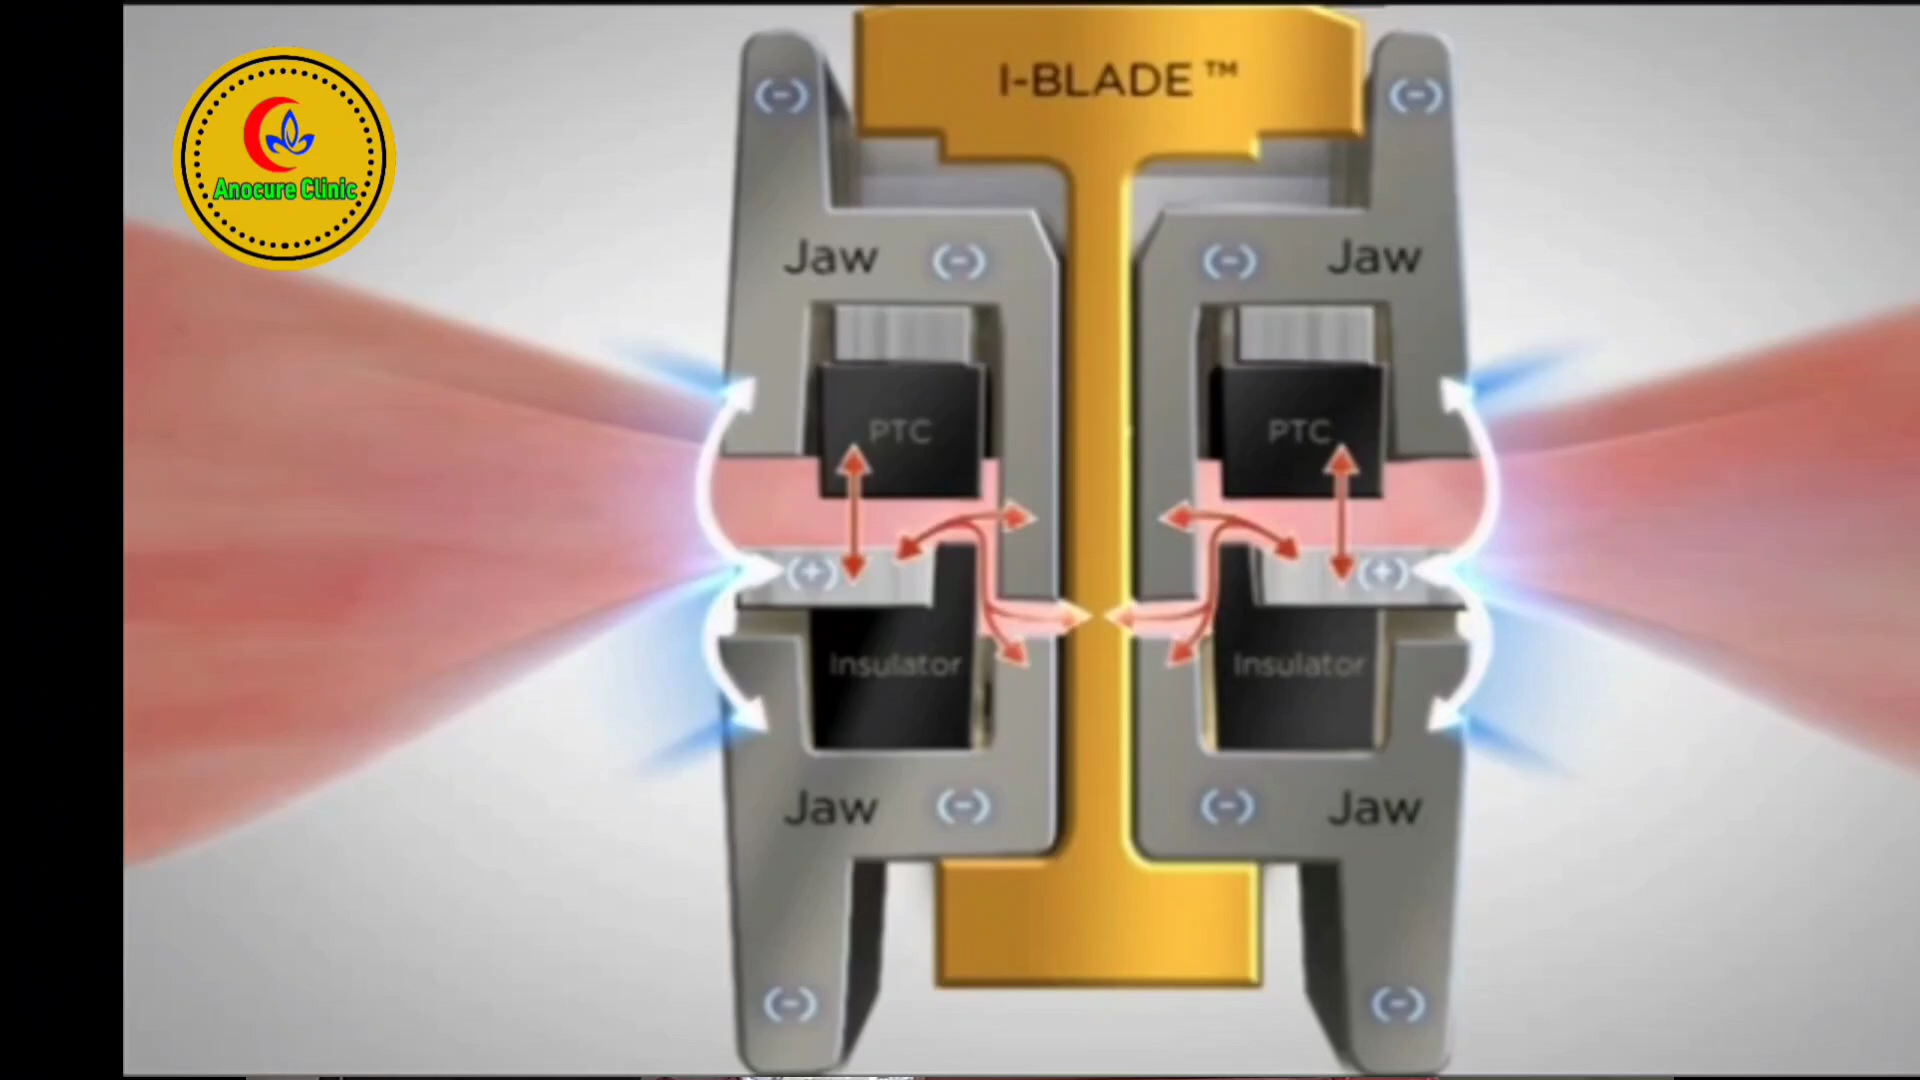 I-BLADE™
Anocure Clinic
(-) (-)
Jaw (-) (-) Jaw
PTC PTC
(+) (+)
Insulator Insulator
Jaw (-) (-) Jaw
(-) (-)